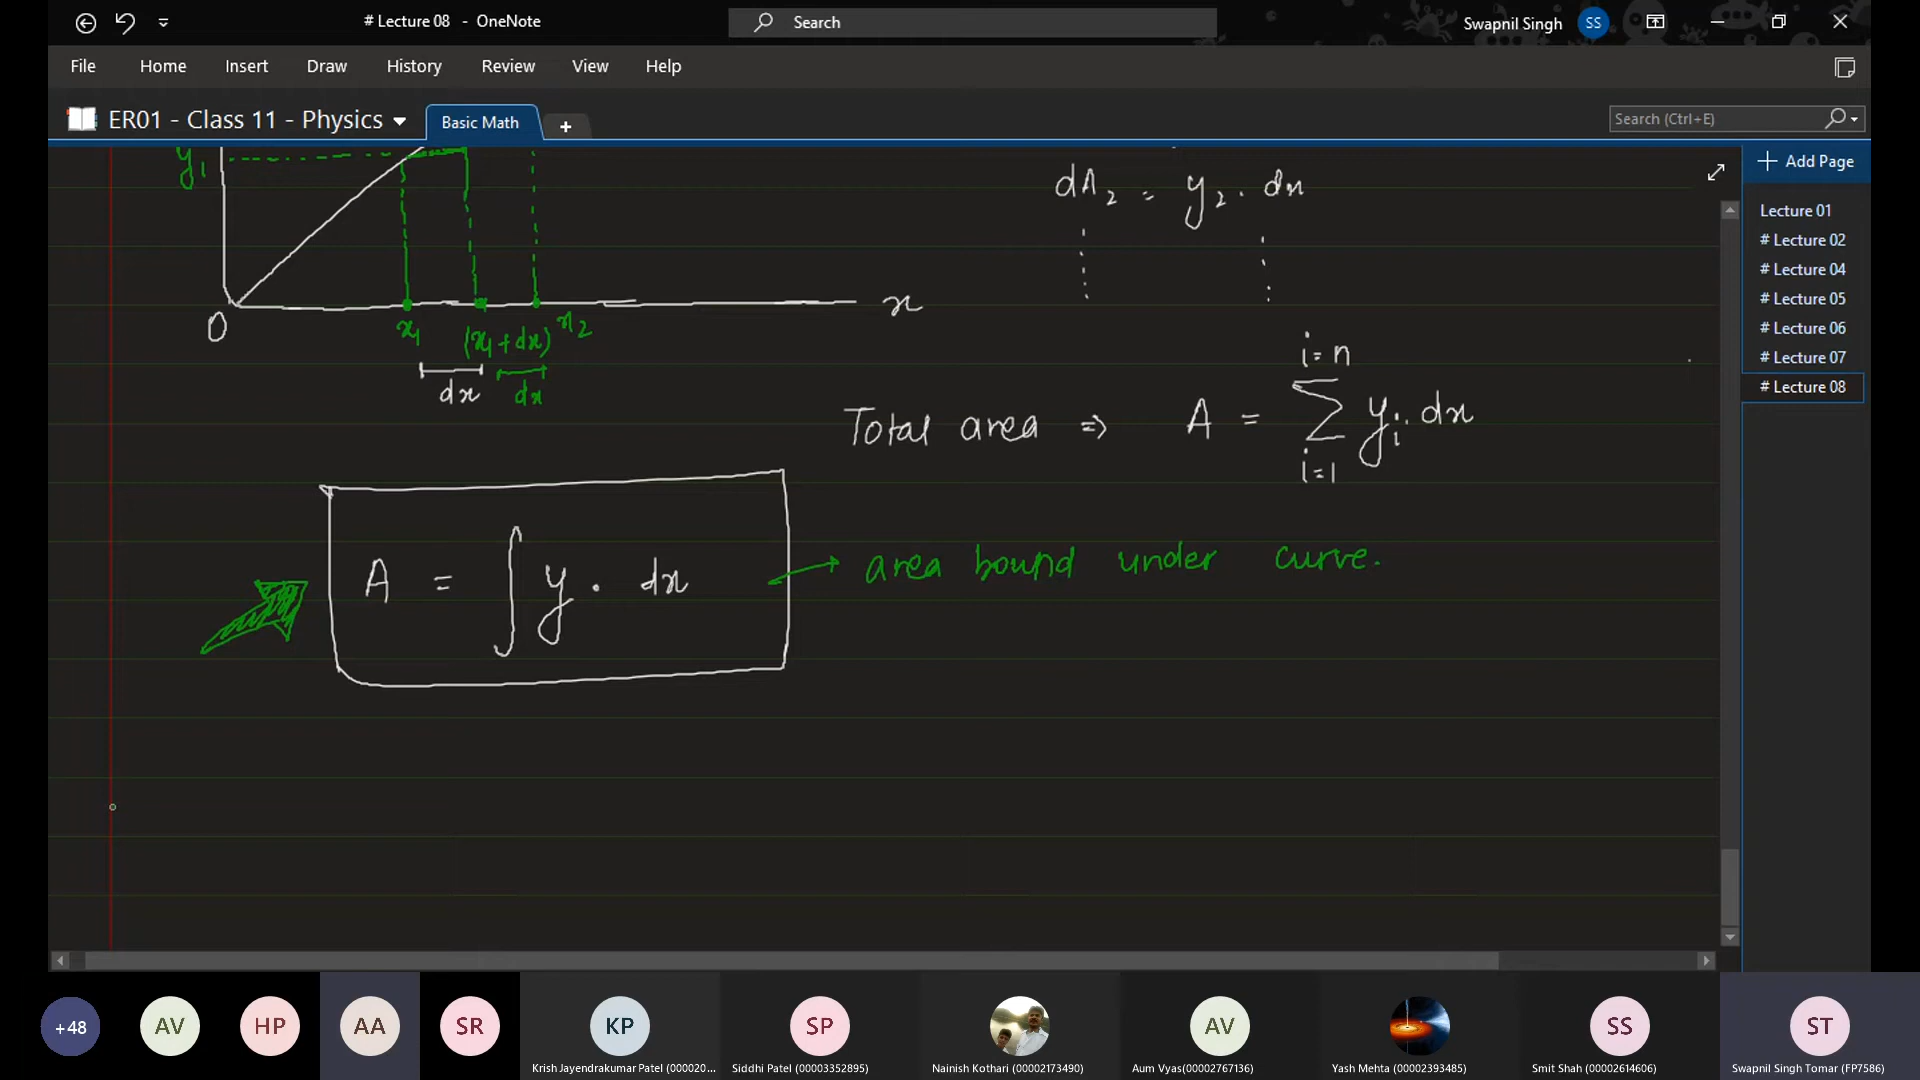 # Lecture 08 - OneNote
Search
Swapnil Singh
SS
File Home Insert Draw History Review View Help
ER01 - Class 11 - Physics
Basic Math
+
Search (Ctrl+E)
Add Page
Lecture 01
# Lecture 02
# Lecture 04
# Lecture 05
# Lecture 06
# Lecture 07
# Lecture 08
y₁
dA₂ = y₂ . dx
0
x
x₁ (x₁ + dx) x₂
dx dx
i = n
Total area ⇒ A = ∑ yᵢ . dx
i = 1
A = ∫ y . dx → area bound under curve.
+48
AV
HP
AA
SR
KP
SP
AV
SS
ST
Krish Jayendrakumar Patel (000020...
Siddhi Patel (00003352895)
Nainish Kothari (00002173490)
Aum Vyas(00002767136)
Yash Mehta (00002393485)
Smit Shah (00002614606)
Swapnil Singh Tomar (FP7586)